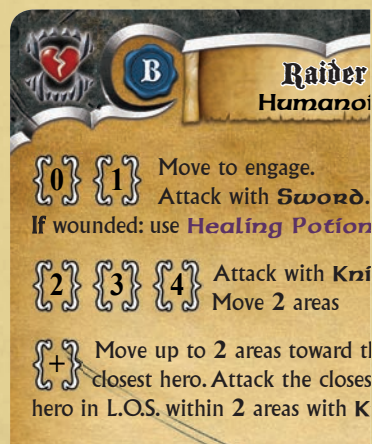 B
Raider
Humanoi
{0} {1} Move to engage.
Attack with Sword.
If wounded: use Healing Potion
{2} {3} {4} Attack with Kni
Move 2 areas
{+} Move up to 2 areas toward th
closest hero. Attack the closes
hero in L.O.S. within 2 areas with K